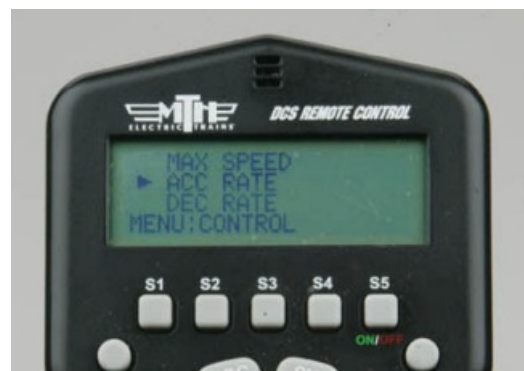 MTH
ELECTRIC TRAINS
DCS REMOTE CONTROL
MAX SPEED
▶ ACC RATE
DEC RATE
MENU:CONTROL
S1 S2 S3 S4 S5
ON/OFF